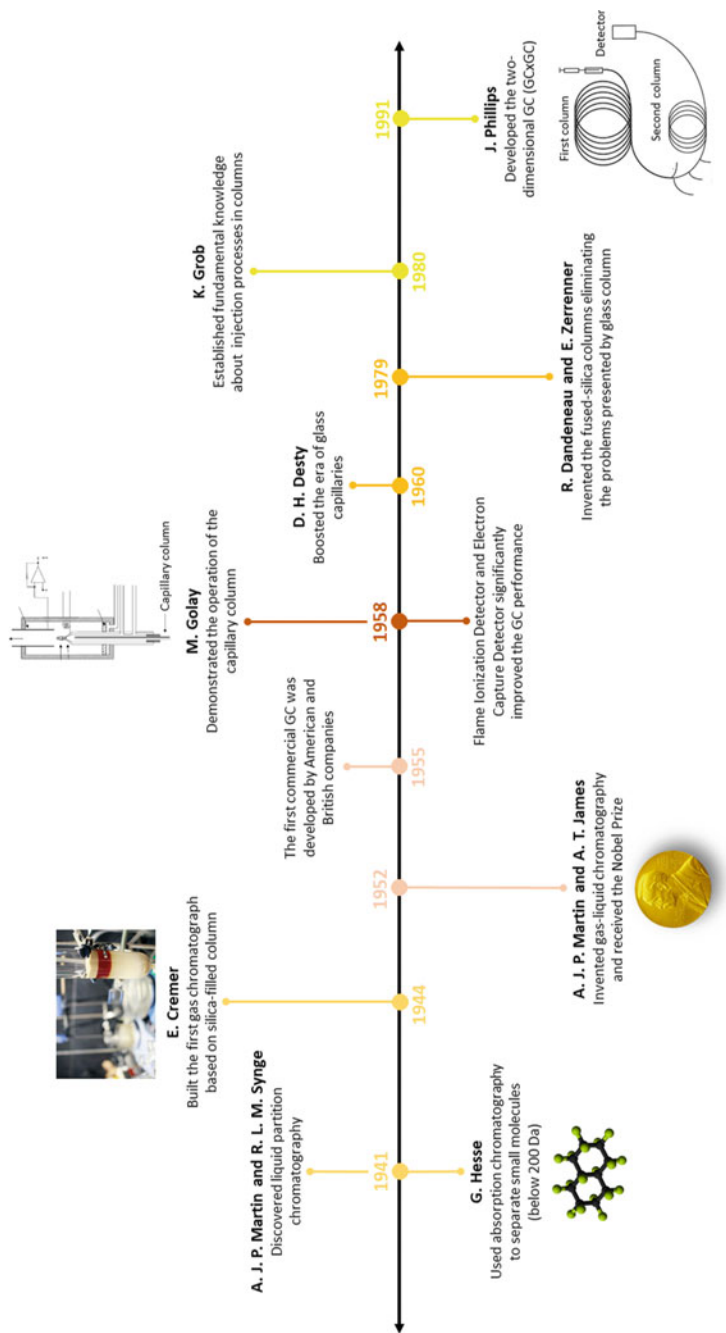 A. J. P. Martin and R. L. M. Synge
Discovered liquid partition
chromatography
1941
G. Hesse
Used absorption chromatography
to separate small molecules
(below 200 Da)
E. Cremer
Built the first gas chromatograph
based on silica-filled column
1944
1952
A. J. P. Martin and A. T. James
Invented gas-liquid chromatography
and received the Nobel Prize
The first commercial GC was
developed by American and
British companies
1955
Capillary column
M. Golay
Demonstrated the operation of the
capillary column
1958
Flame Ionization Detector and Electron
Capture Detector significantly
improved the GC performance
D. H. Desty
Boosted the era of glass
capillaries
1960
1979
R. Dandeneau and E. Zerrenner
Invented the fused-silica columns eliminating
the problems presented by glass column
K. Grob
Established fundamental knowledge
about injection processes in columns
1980
1991
J. Phillips
Developed the two-
dimensional GC (GCxGC)
First column
Second column
Detector